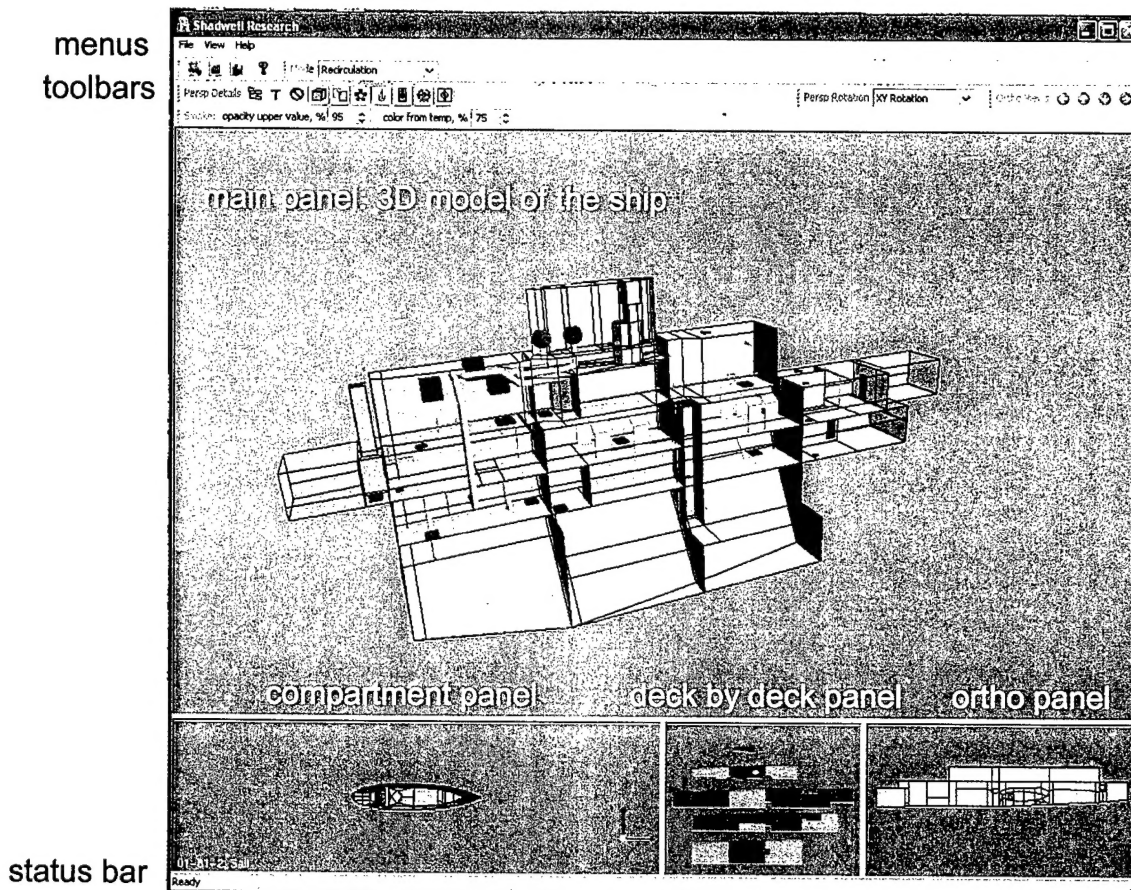 menus
toolbars
Shadwell Research
File View Help
Mode Recirculation
Persp Details
Persp Rotation XY Rotation
Smoke: opacity upper value, % 95 color from temp, % 75
main panel: 3D model of the ship
compartment panel
deck by deck panel
ortho panel
status bar
Ready